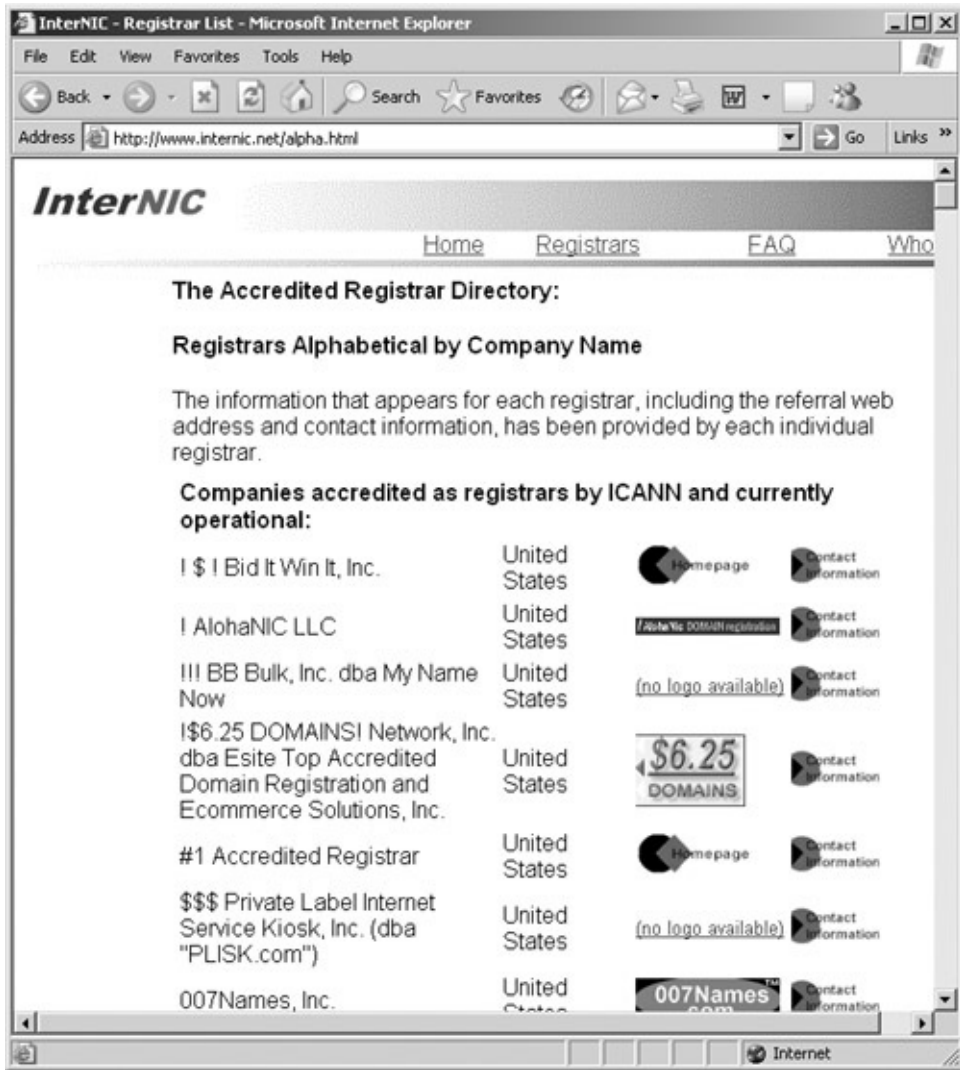 InterNIC - Registrar List - Microsoft Internet Explorer
File Edit View Favorites Tools Help
Back Search Favorites
Address http://www.internic.net/alpha.html Go Links »
InterNIC
Home Registrars FAQ Who
The Accredited Registrar Directory:
Registrars Alphabetical by Company Name
The information that appears for each registrar, including the referral web
address and contact information, has been provided by each individual
registrar.
Companies accredited as registrars by ICANN and currently
operational:
! $ ! Bid It Win It, Inc. United States Homepage Contact Information
! AlohaNIC LLC United States ! AlohaNic DOMAIN registration Contact Information
!!! BB Bulk, Inc. dba My Name
Now United States (no logo available) Contact Information
!$6.25 DOMAINS! Network, Inc.
dba Esite Top Accredited
Domain Registration and
Ecommerce Solutions, Inc. United States $6.25 DOMAINS Contact Information
#1 Accredited Registrar United States Homepage Contact Information
$$$ Private Label Internet
Service Kiosk, Inc. (dba
"PLISK.com") United States (no logo available) Contact Information
007Names, Inc. United States 007Names com TM Contact Information
Internet